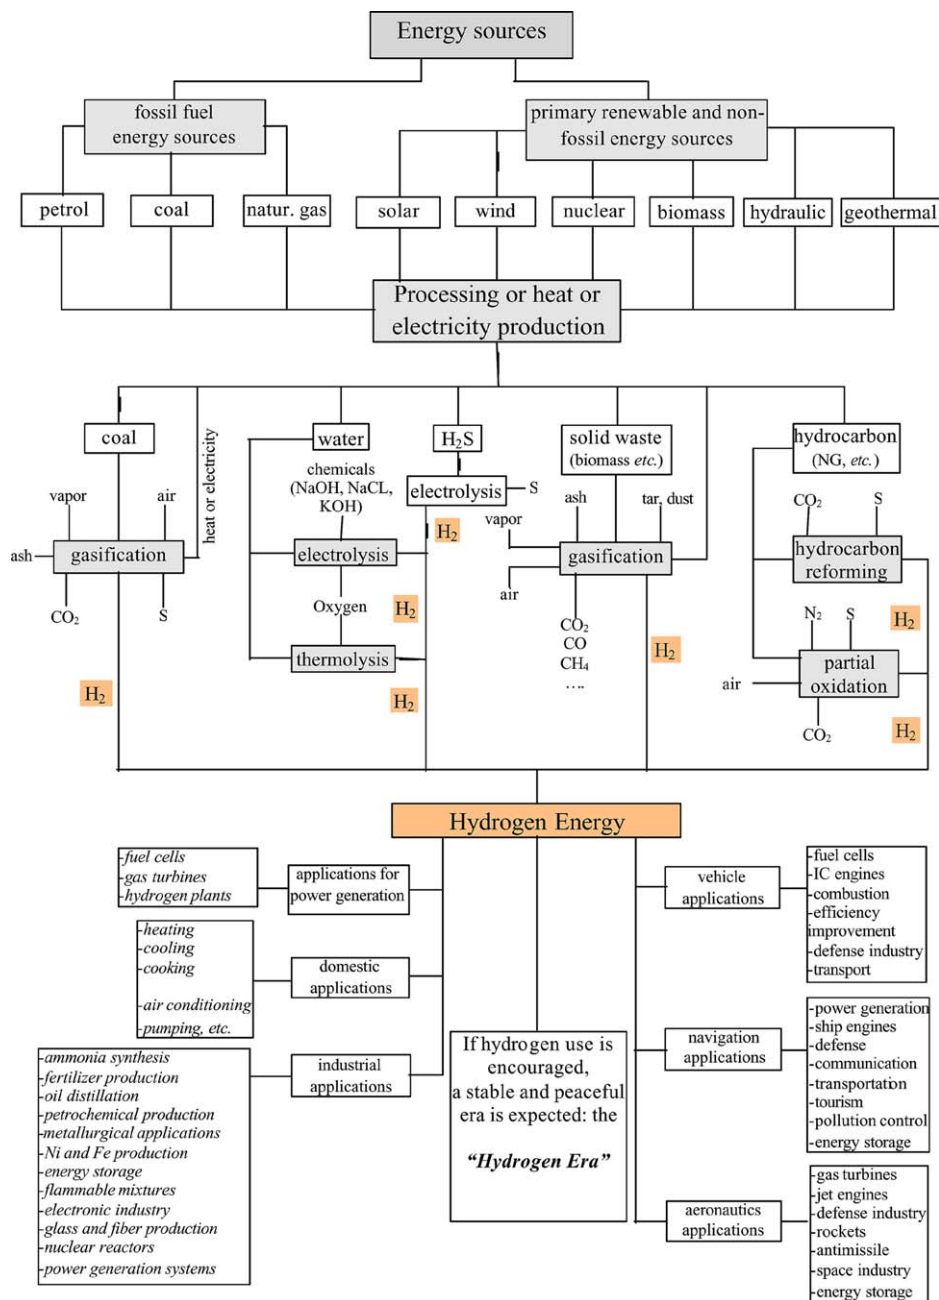 Energy sources
fossil fuel
energy sources
primary renewable and non-
fossil energy sources
petrol
coal
natur. gas
solar
wind
nuclear
biomass
hydraulic
geothermal
Processing or heat or
electricity production
coal
water
H₂S
solid waste
(biomass etc.)
hydrocarbon
(NG, etc.)
heat or electricity
chemicals
(NaOH, NaCL,
KOH)
electrolysis
S
vapor
air
ash
gasification
CO₂
S
H₂
electrolysis
Oxygen
H₂
thermolysis
H₂
H₂
vapor
ash
tar, dust
gasification
air
CO₂
CO
CH₄
....
H₂
CO₂
S
hydrocarbon
reforming
H₂
N₂
S
partial
oxidation
air
CO₂
H₂
Hydrogen Energy
-fuel cells
-gas turbines
-hydrogen plants
applications for
power generation
-heating
-cooling
-cooking
-air conditioning
-pumping, etc.
domestic
applications
-ammonia synthesis
-fertilizer production
-oil distillation
-petrochemical production
-metallurgical applications
-Ni and Fe production
-energy storage
-flammable mixtures
-electronic industry
-glass and fiber production
-nuclear reactors
-power generation systems
industrial
applications
If hydrogen use is
encouraged,
a stable and peaceful
era is expected: the
“Hydrogen Era”
vehicle
applications
-fuel cells
-IC engines
-combustion
-efficiency
improvement
-defense industry
-transport
navigation
applications
-power generation
-ship engines
-defense
-communication
-transportation
-tourism
-pollution control
-energy storage
aeronautics
applications
-gas turbines
-jet engines
-defense industry
-rockets
-antimissile
-space industry
-energy storage